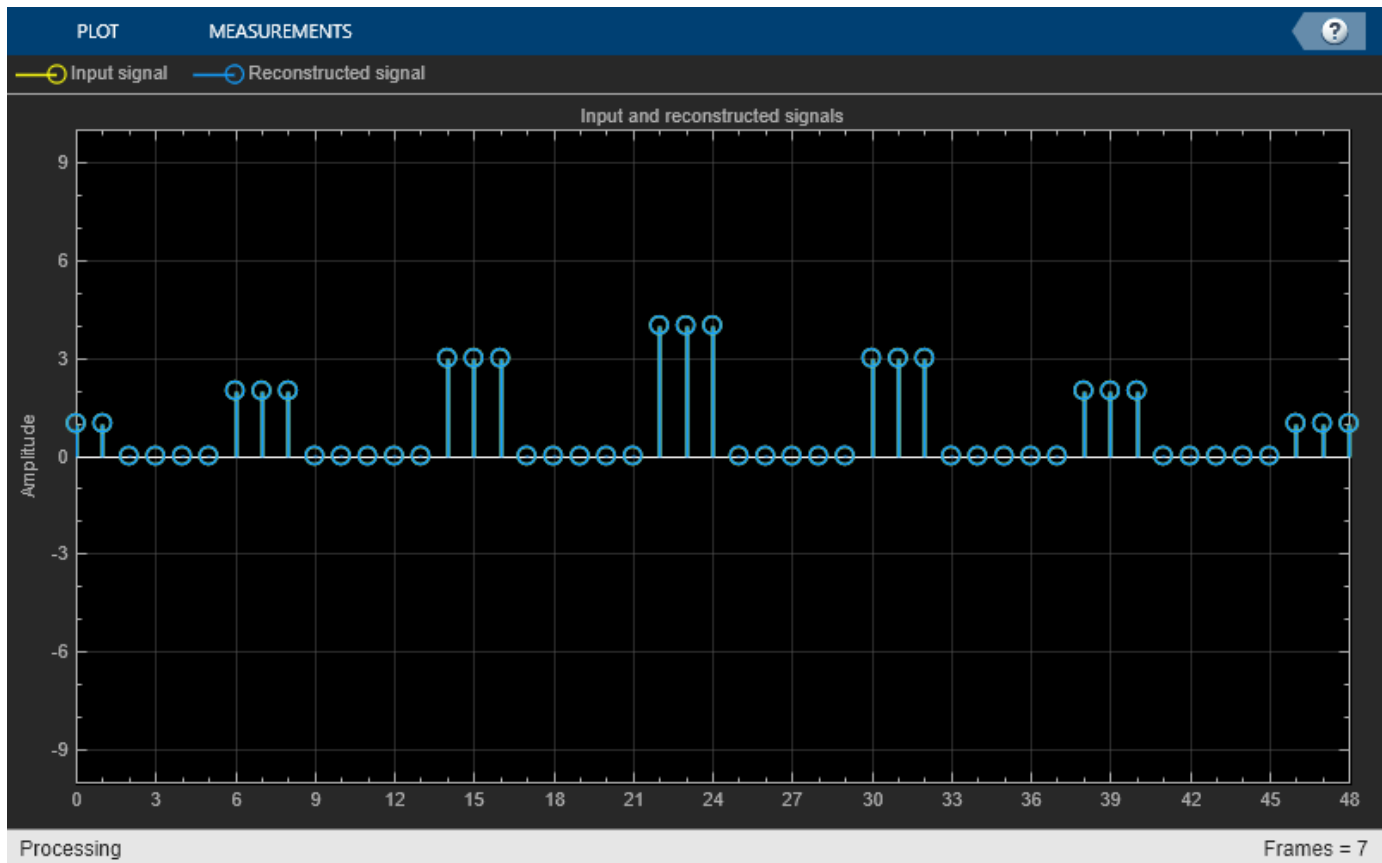 PLOT MEASUREMENTS ?
Input signal Reconstructed signal
Input and reconstructed signals
9
6
3
0
-3
-6
-9
Amplitude
0 3 6 9 12 15 18 21 24 27 30 33 36 39 42 45 48
Processing Frames = 7